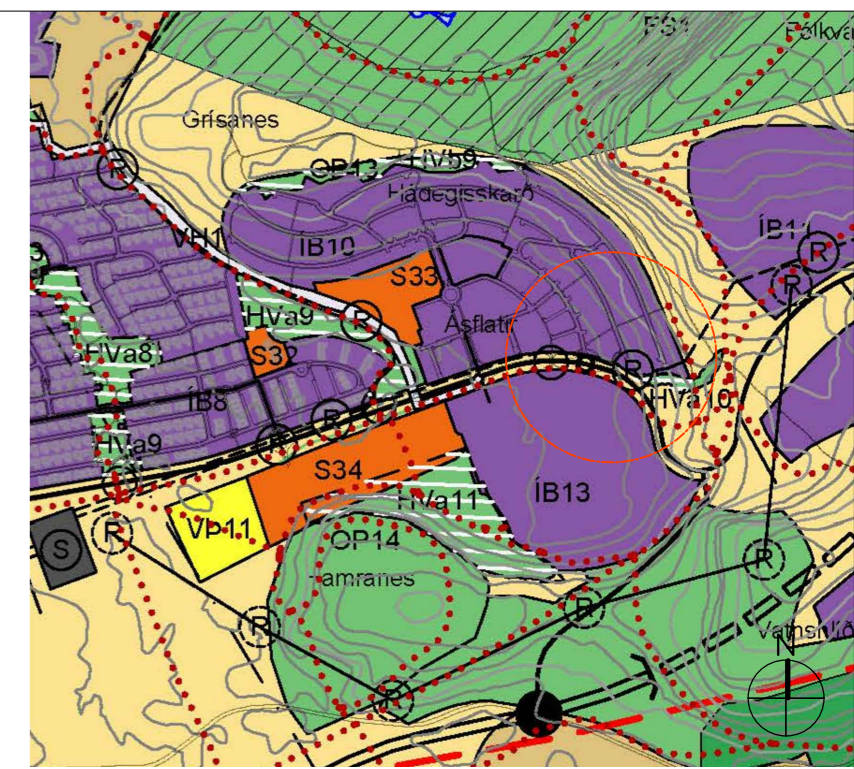 Grísanes
OP13
HVb9
Hádegisskarð
VH1
ÍB10
S33
HVa9
Ásflatir
S32
HVa8
ÍB8
HVa9
HVa10
S34
HVa11
ÍB13
VP11
OP14
S
R
R
R
R
R
R
R
R
R
R
R
R
R
N